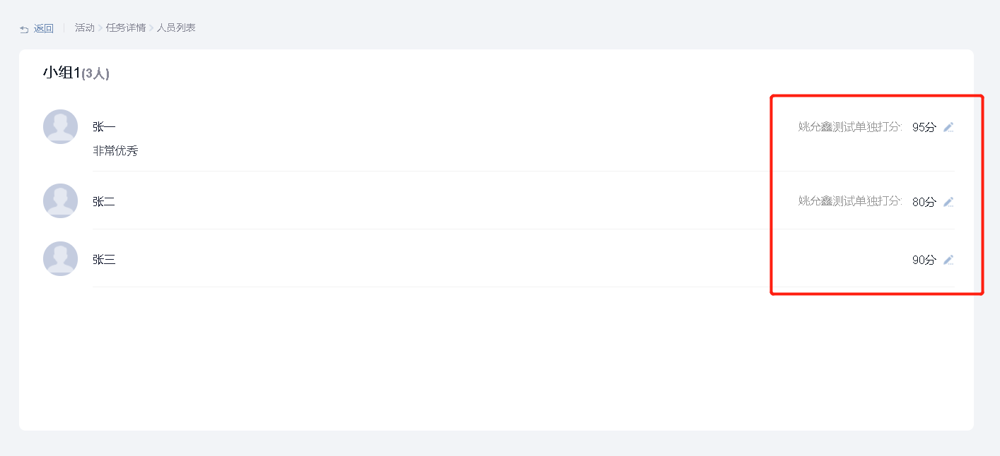 返回 活动 > 任务详情 > 人员列表
小组1(3人)
张一 姚允鑫测试单独打分: 95分
非常优秀
张二 姚允鑫测试单独打分: 80分
张三 90分